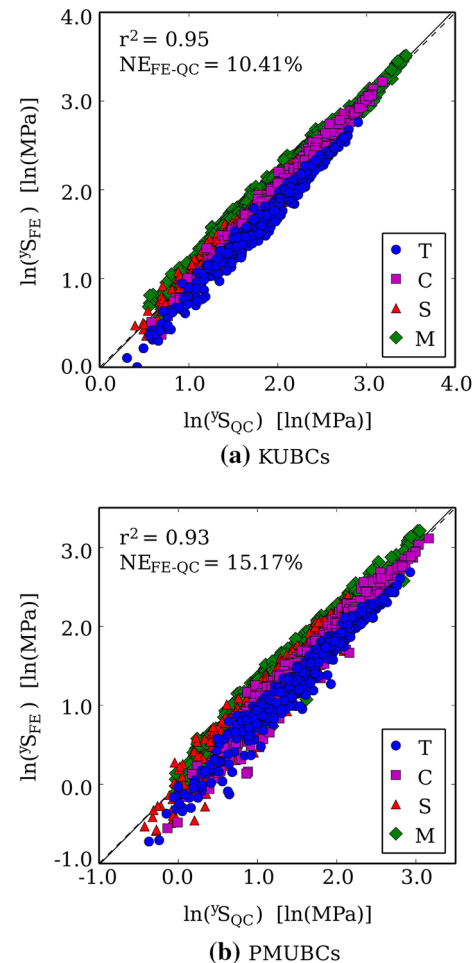 4.0
r² = 0.95
NE_FE-QC = 10.41%
3.0
2.0
1.0
0.0
ln(ʸS_FE) [ln(MPa)]
T
C
S
M
0.0 1.0 2.0 3.0 4.0
ln(ʸS_QC) [ln(MPa)]
(a) KUBCs
r² = 0.93
NE_FE-QC = 15.17%
3.0
2.0
1.0
0.0
-1.0
ln(ʸS_FE) [ln(MPa)]
T
C
S
M
-1.0 0.0 1.0 2.0 3.0
ln(ʸS_QC) [ln(MPa)]
(b) PMUBCs